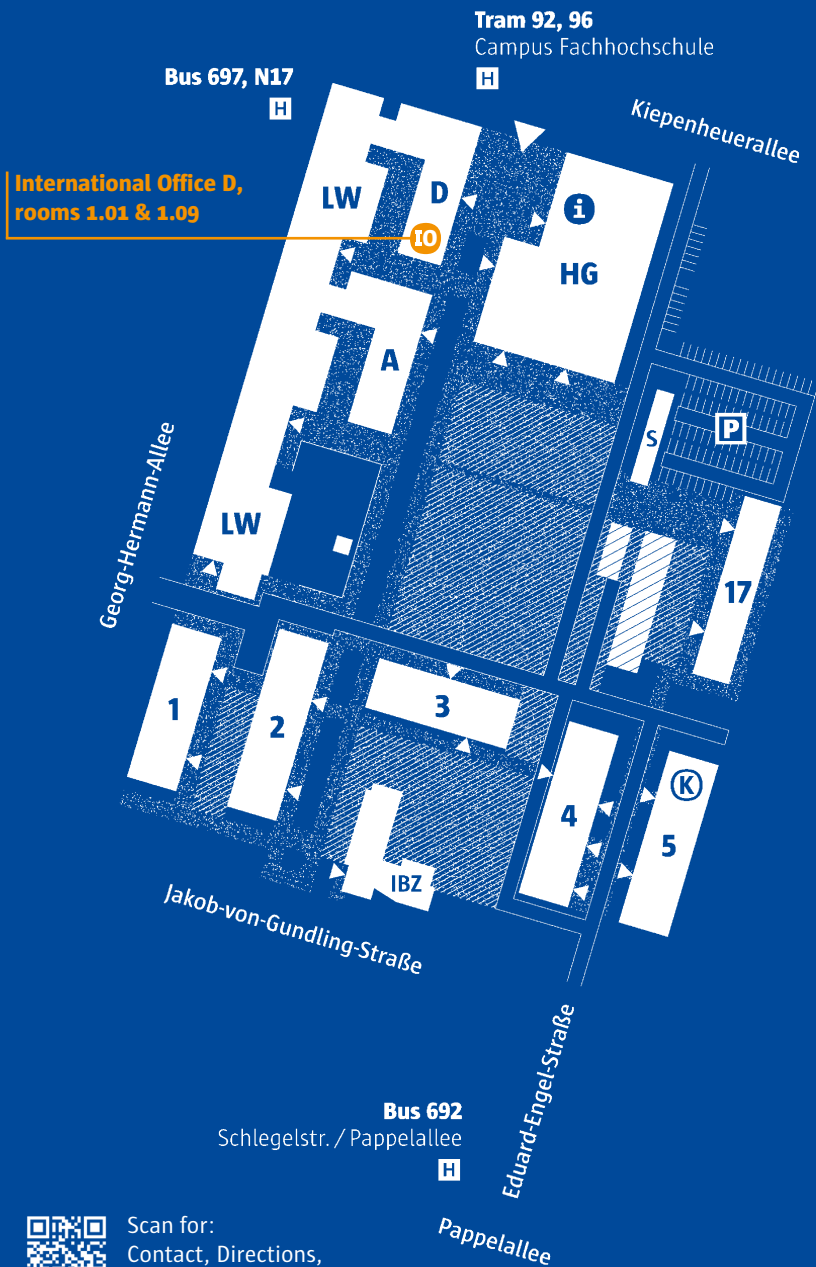 Tram 92, 96
Campus Fachhochschule
H
Bus 697, N17
H
Kiepenheuerallee
International Office D,
rooms 1.01 & 1.09
LW
D
i
IO
HG
A
S
P
Georg-Hermann-Allee
LW
17
1
2
3
4
K
5
IBZ
Jakob-von-Gundling-Straße
Eduard-Engel-Straße
Bus 692
Schlegelstr. / Pappelallee
H
Pappelallee
Scan for:
Contact, Directions,